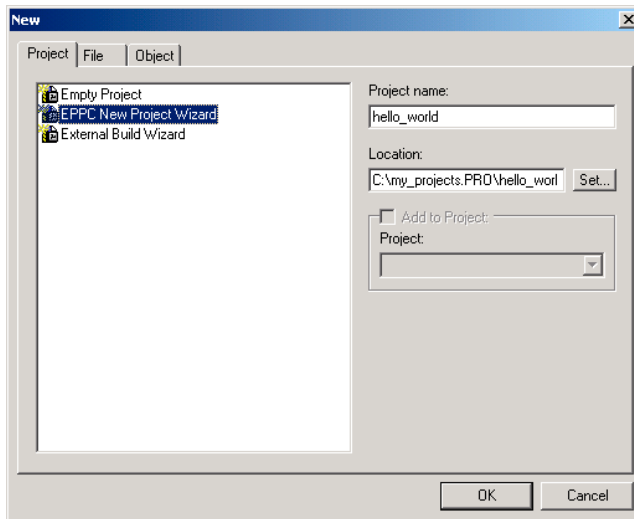 New
Project File Object
Empty Project
EPPC New Project Wizard
External Build Wizard
Project name:
hello_world
Location:
C:\my_projects.PRO\hello_worl Set...
Add to Project:
Project:
OK Cancel